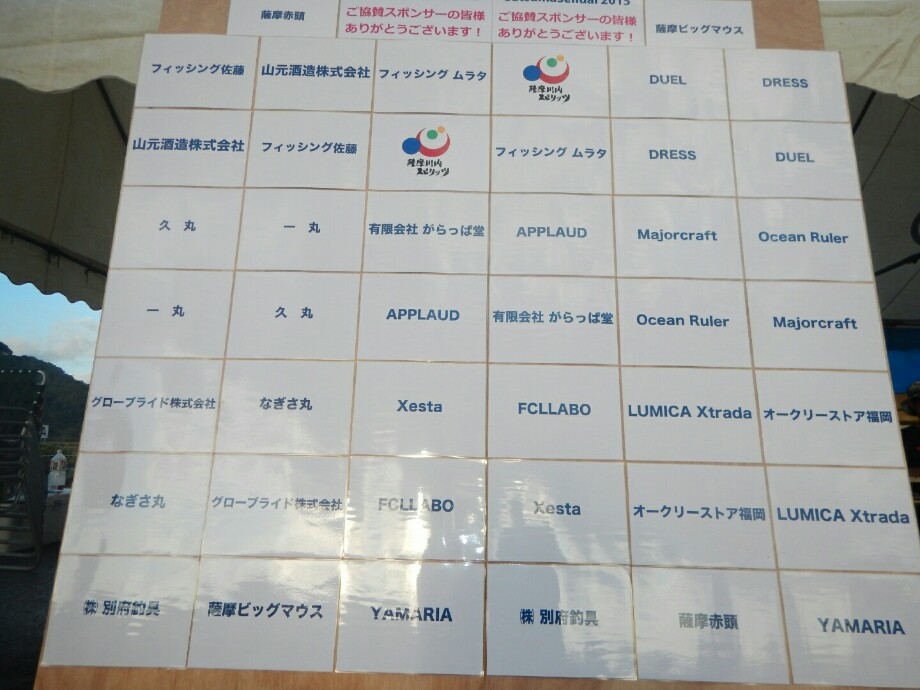 Satsumasendai 2015
薩摩赤頭
ご協賛スポンサーの皆様
ありがとうございます！
ご協賛スポンサーの皆様
ありがとうございます！
薩摩ビッグマウス
フィッシング佐藤
山元酒造株式会社
フィッシング ムラタ
薩摩川内
スピリッツ
DUEL
DRESS
山元酒造株式会社
フィッシング佐藤
薩摩川内
スピリッツ
フィッシング ムラタ
DRESS
DUEL
久 丸
一 丸
有限会社 がらっぱ堂
APPLAUD
Majorcraft
Ocean Ruler
一 丸
久 丸
APPLAUD
有限会社 がらっぱ堂
Ocean Ruler
Majorcraft
グローブライド株式会社
なぎさ丸
Xesta
FCLLABO
LUMICA Xtrada
オークリーストア福岡
なぎさ丸
グローブライド株式会社
FCLLABO
Xesta
オークリーストア福岡
LUMICA Xtrada
㈱ 別府釣具
薩摩ビッグマウス
YAMARIA
㈱ 別府釣具
薩摩赤頭
YAMARIA